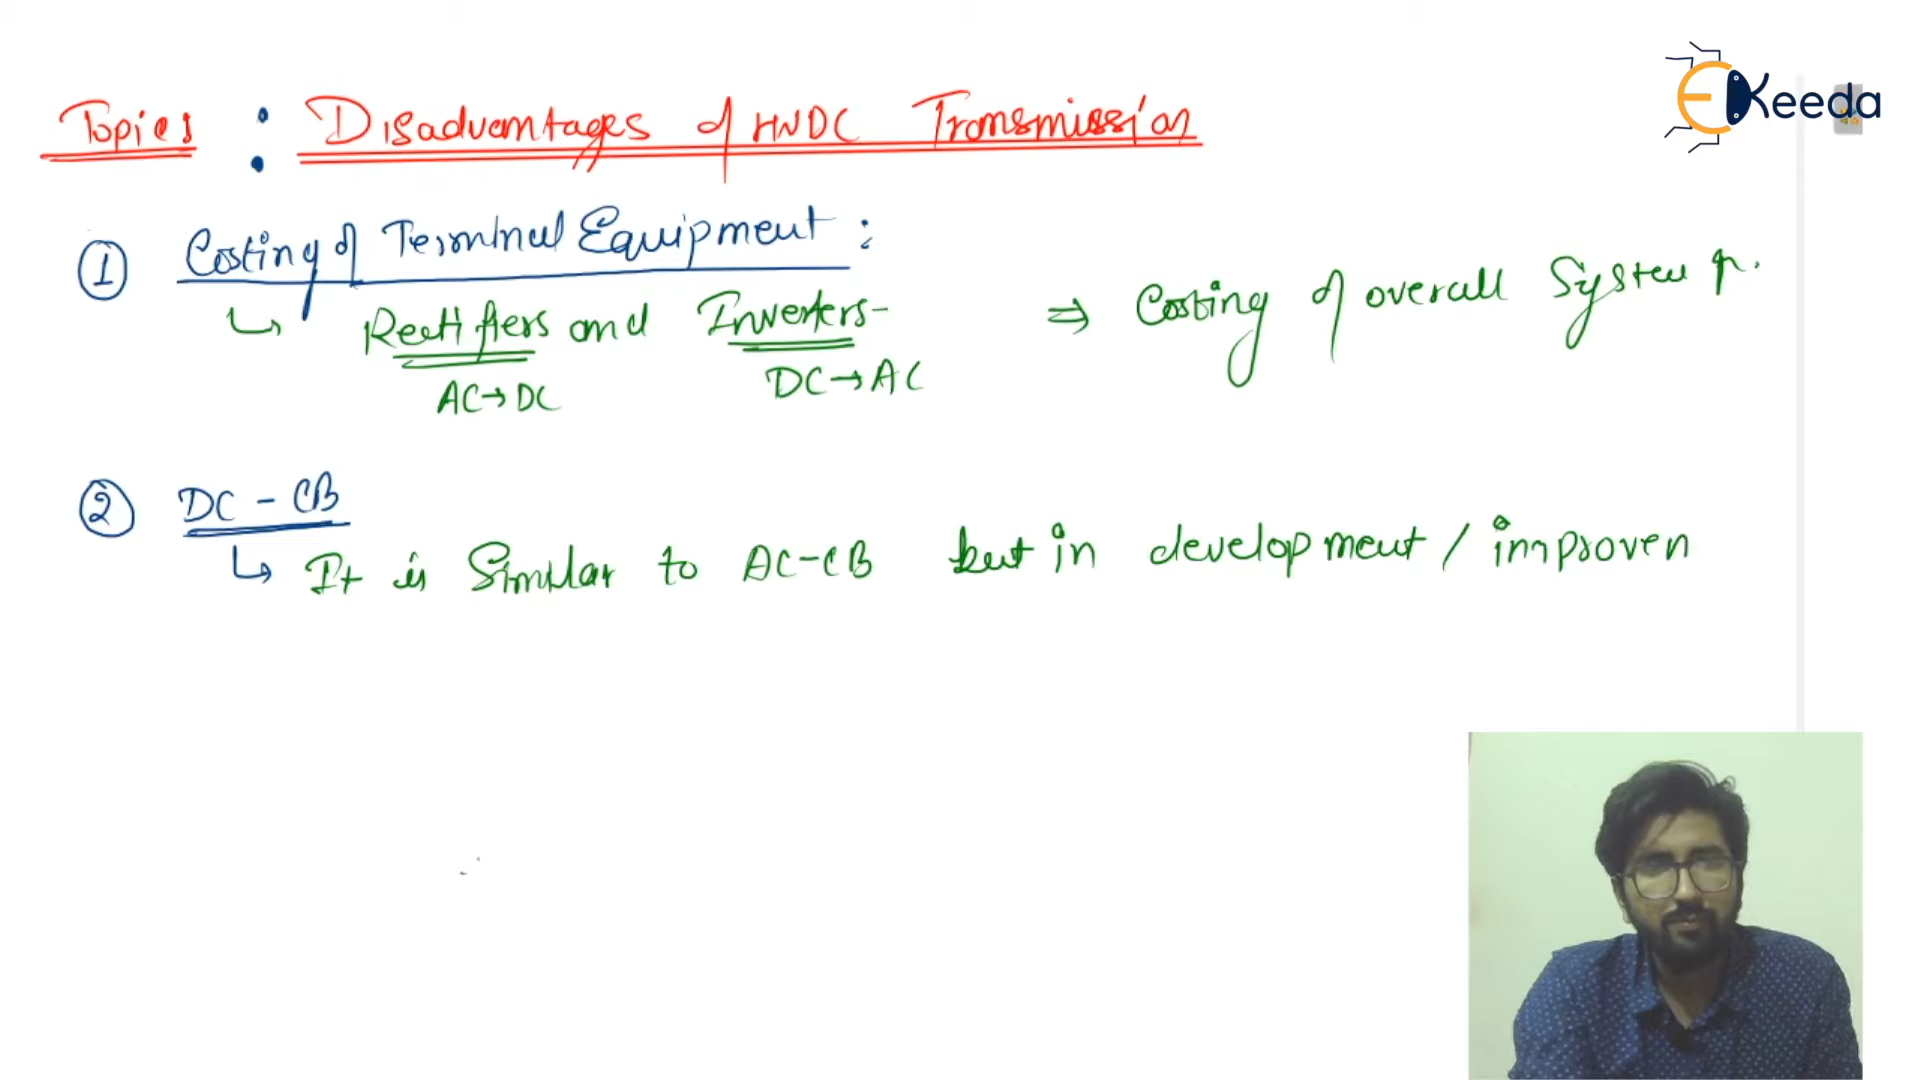 EKeeda
Topics : Disadvantages of HVDC Transmission
① Costing of Terminal Equipment :
↳ Rectifiers and Inverters- ⇒ Costing of overall System ↑.
AC→DC DC→AC
② DC - CB
↳ It is Similar to AC-CB but in development / improven